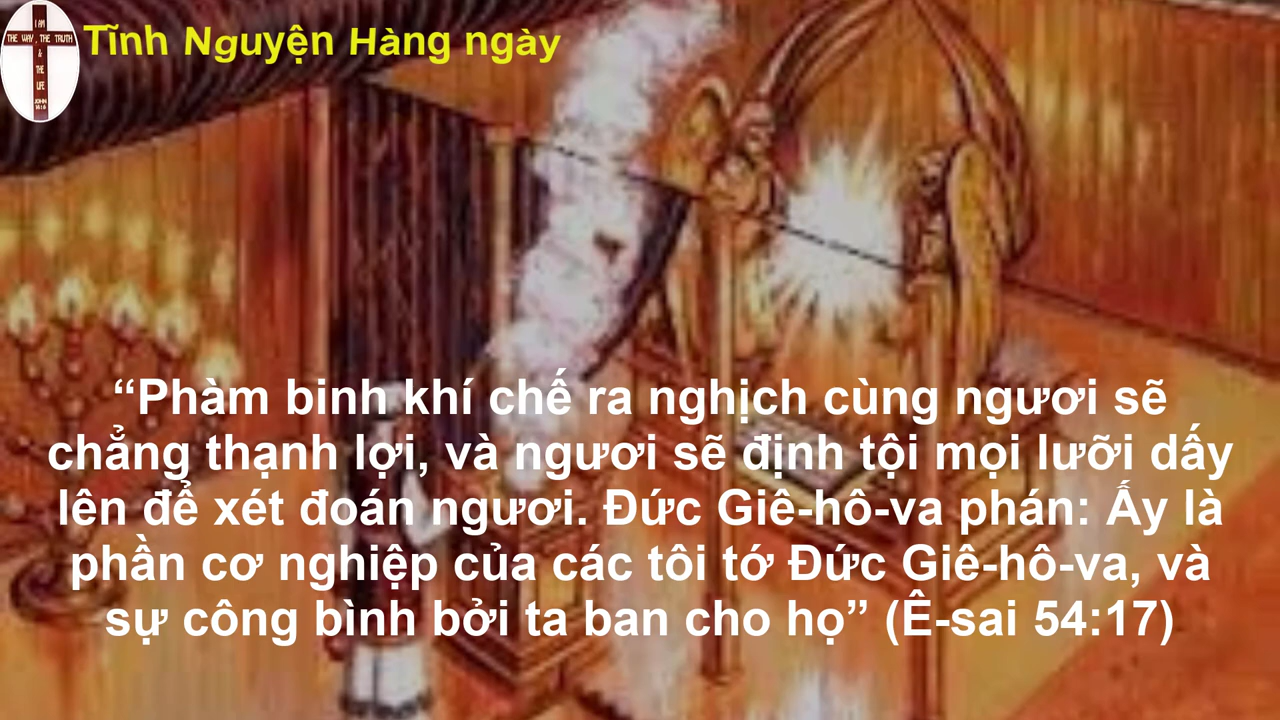 I AM
THE WAY, THE TRUTH
&
THE
LIFE
JOHN
14:6
Tĩnh Nguyện Hàng ngày
“Phàm binh khí chế ra nghịch cùng ngươi sẽ
chẳng thạnh lợi, và ngươi sẽ định tội mọi lưỡi dấy
lên để xét đoán ngươi. Đức Giê-hô-va phán: Ấy là
phần cơ nghiệp của các tôi tớ Đức Giê-hô-va, và
sự công bình bởi ta ban cho họ” (Ê-sai 54:17)